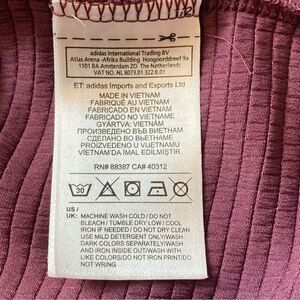 adidas International Trading BV
Atlas Arena -Afrika Building Hoogoorddreef 9a
1101 BA Amsterdam ZO The Netherlands
VAT NO. NL 8073.01.322.B.01
ET: adidas Imports and Exports Ltd
MADE IN VIETNAM
FABRIQUÉ AU VIETNAM
FABRICADO EN VIETNAM
FABRICADO NO VIETNAME
GYÁRTVA: VIETNAM
ПРОИЗВЕДЕНО ВЪВ ВИЕТНАМ
СДЕЛАНО ВО ВЬЕТНАМЕ
PROIZVEDENO U VIJETNAMU
VİETNAM'DA İMAL EDİLMİŞTİR.
RN# 88387 CA# 40312
30
US /
UK: MACHINE WASH COLD / DO NOT
BLEACH / TUMBLE DRY LOW / COOL
IRON IF NEEDED / DO NOT DRY CLEAN
USE MILD DETERGENT ONLY/WASH
DARK COLORS SEPARATELY/WASH
AND IRON INSIDE OUT/WASH WITH
LIKE COLORS/DO NOT IRON PRINT/DO
NOT WRING